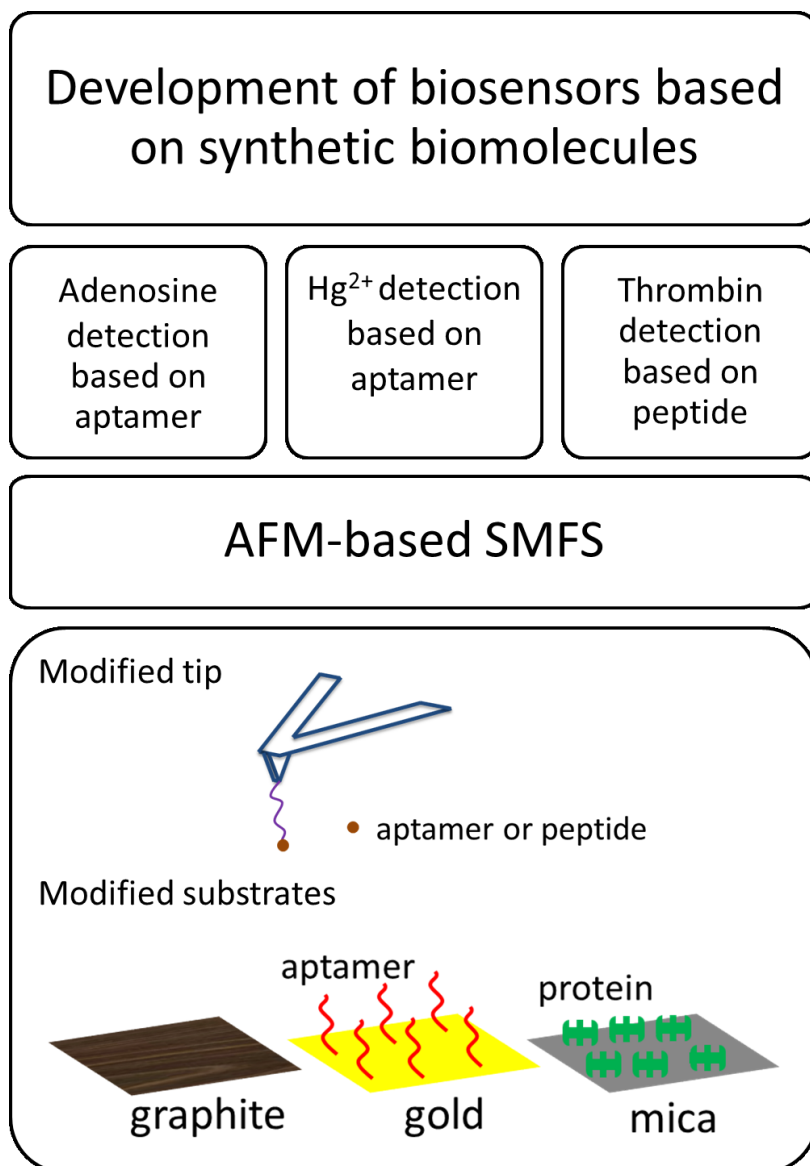 Development of biosensors based
on synthetic biomolecules
Adenosine
detection
based on
aptamer
Hg²⁺ detection
based on
aptamer
Thrombin
detection
based on
peptide
AFM-based SMFS
Modified tip
aptamer or peptide
Modified substrates
aptamer
protein
graphite
gold
mica